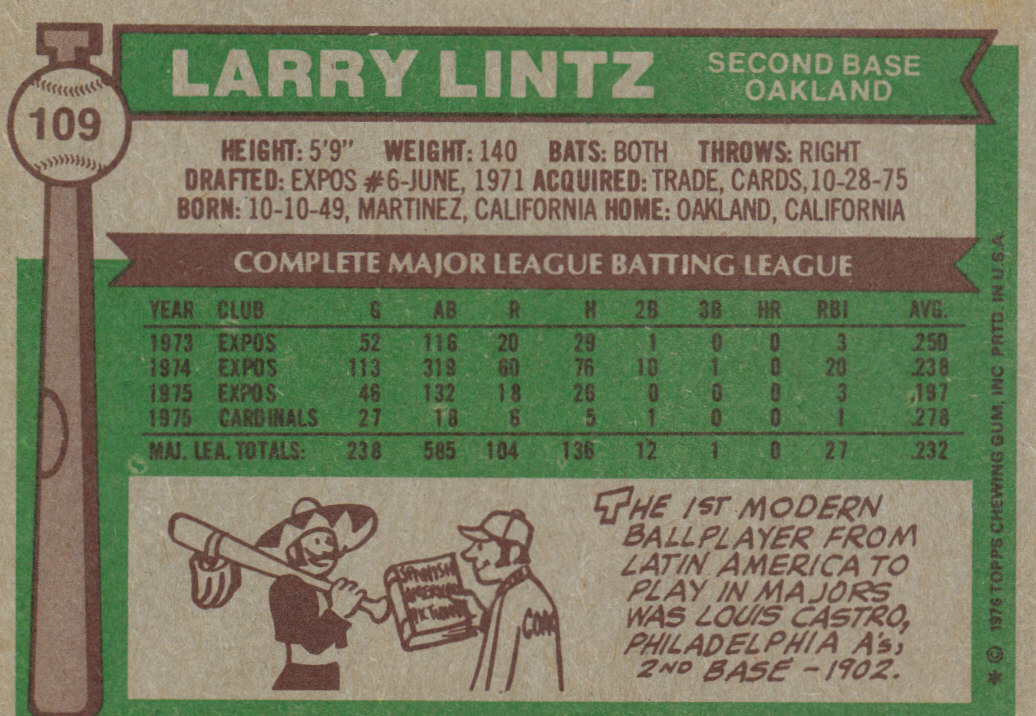 109
LARRY LINTZ
SECOND BASE
OAKLAND
HEIGHT: 5'9" WEIGHT: 140 BATS: BOTH THROWS: RIGHT
DRAFTED: EXPOS #6-JUNE, 1971 ACQUIRED: TRADE, CARDS, 10-28-75
BORN: 10-10-49, MARTINEZ, CALIFORNIA HOME: OAKLAND, CALIFORNIA
COMPLETE MAJOR LEAGUE BATTING LEAGUE
YEAR CLUB G AB R H 2B 3B HR RBI AVG.
1973 EXPOS 52 116 20 29 1 0 0 3 .250
1974 EXPOS 113 319 60 76 10 1 0 20 .238
1975 EXPOS 46 132 18 26 0 0 0 3 .197
1975 CARDINALS 27 18 6 5 1 0 0 1 .278
MAJ. LEA. TOTALS: 238 585 104 136 12 1 0 27 .232
SPANISH
AMERICAN
THE 1ST MODERN
BALLPLAYER FROM
LATIN AMERICA TO
PLAY IN MAJORS
WAS LOUIS CASTRO,
PHILADELPHIA A's,
2ND BASE – 1902.
* © 1976 TOPPS CHEWING GUM INC PRTD. IN U.S.A.